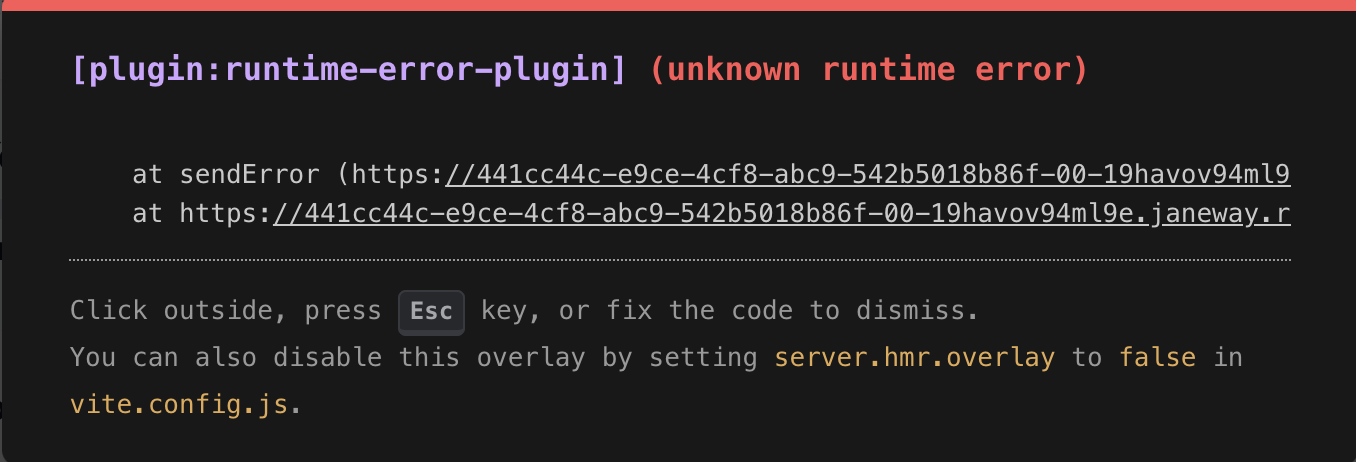 [plugin:runtime-error-plugin] (unknown runtime error)
at sendError (https://441cc44c-e9ce-4cf8-abc9-542b5018b86f-00-19havov94ml9
at https://441cc44c-e9ce-4cf8-abc9-542b5018b86f-00-19havov94ml9e.janeway.r
Click outside, press Esc key, or fix the code to dismiss.
You can also disable this overlay by setting server.hmr.overlay to false in
vite.config.js.